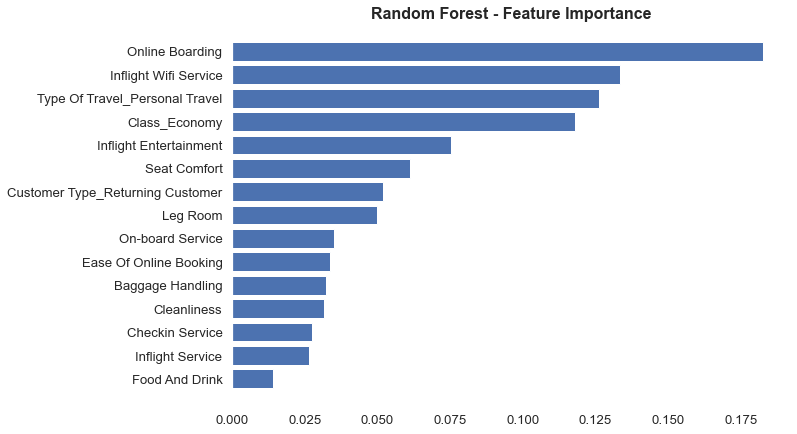 Random Forest - Feature Importance
Online Boarding
Inflight Wifi Service
Type Of Travel_Personal Travel
Class_Economy
Inflight Entertainment
Seat Comfort
Customer Type_Returning Customer
Leg Room
On-board Service
Ease Of Online Booking
Baggage Handling
Cleanliness
Checkin Service
Inflight Service
Food And Drink
0.000 0.025 0.050 0.075 0.100 0.125 0.150 0.175